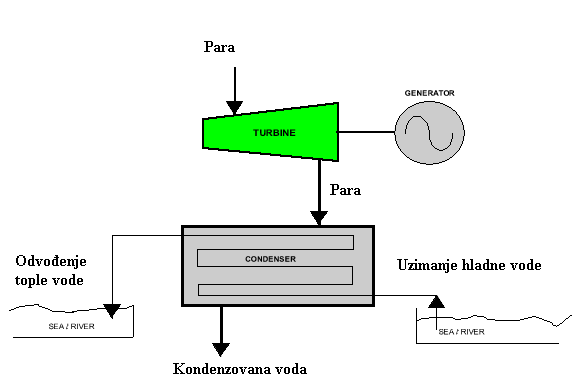 Para
GENERATOR
TURBINE
Para
Odvođenje
tople vode
CONDENSER
Uzimanje hladne vode
SEA / RIVER
SEA / RIVER
Kondenzovana voda